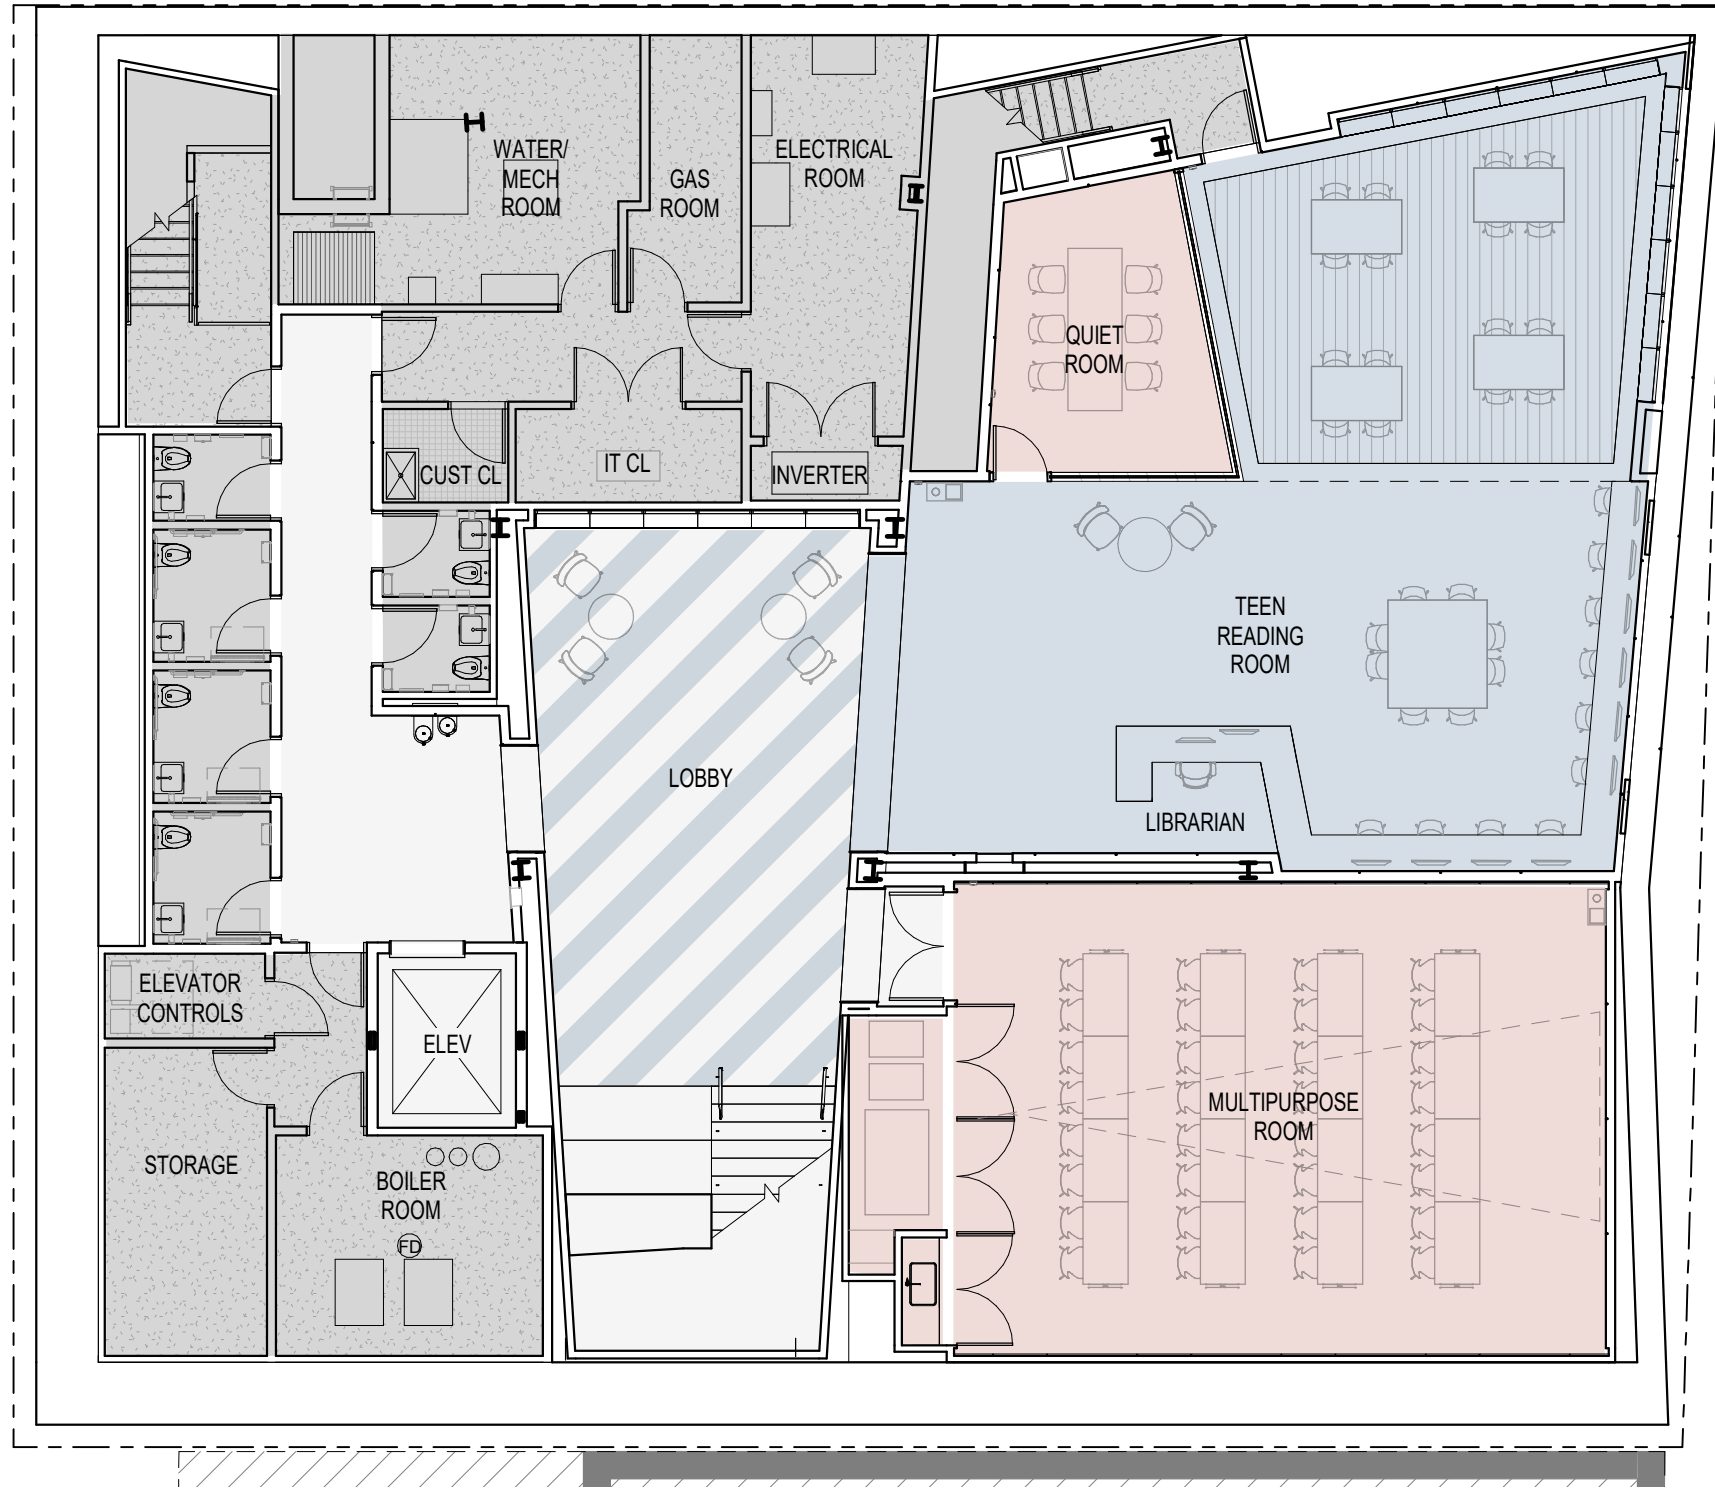 WATER/
MECH
ROOM
GAS
ROOM
ELECTRICAL
ROOM
QUIET
ROOM
CUST CL
IT CL
INVERTER
TEEN
READING
ROOM
LOBBY
LIBRARIAN
ELEVATOR
CONTROLS
ELEV
MULTIPURPOSE
ROOM
STORAGE
BOILER
ROOM
FD